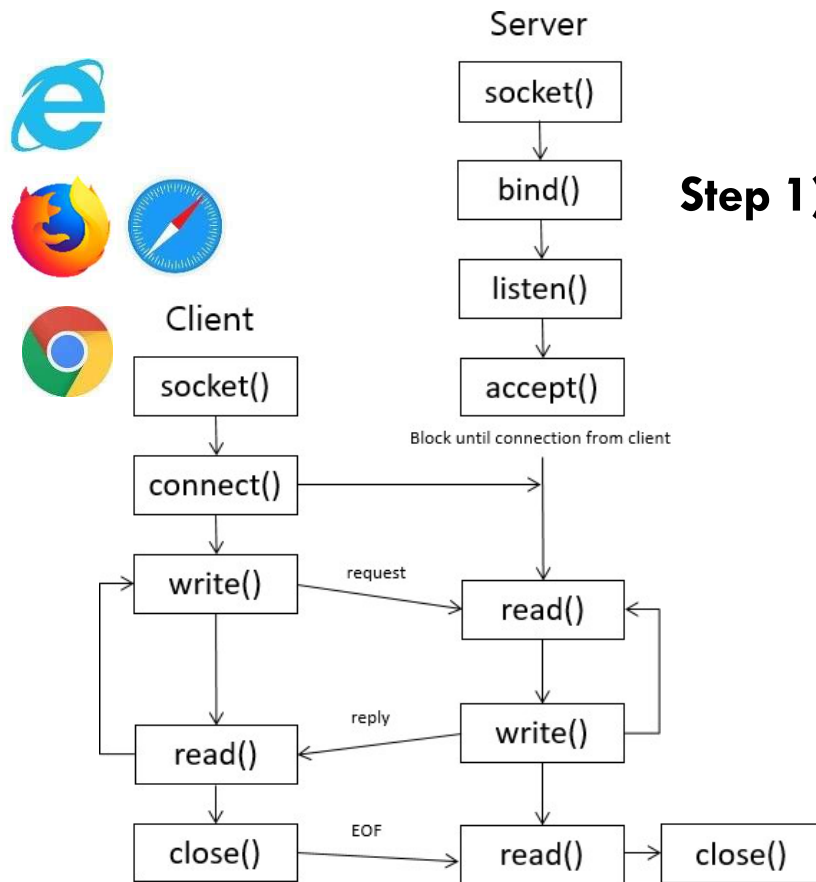 Server
socket()
bind()
Step 1)
listen()
Client
accept()
socket()
Block until connection from client
connect()
write()
request
read()
reply
write()
read()
EOF
close()
read()
close()